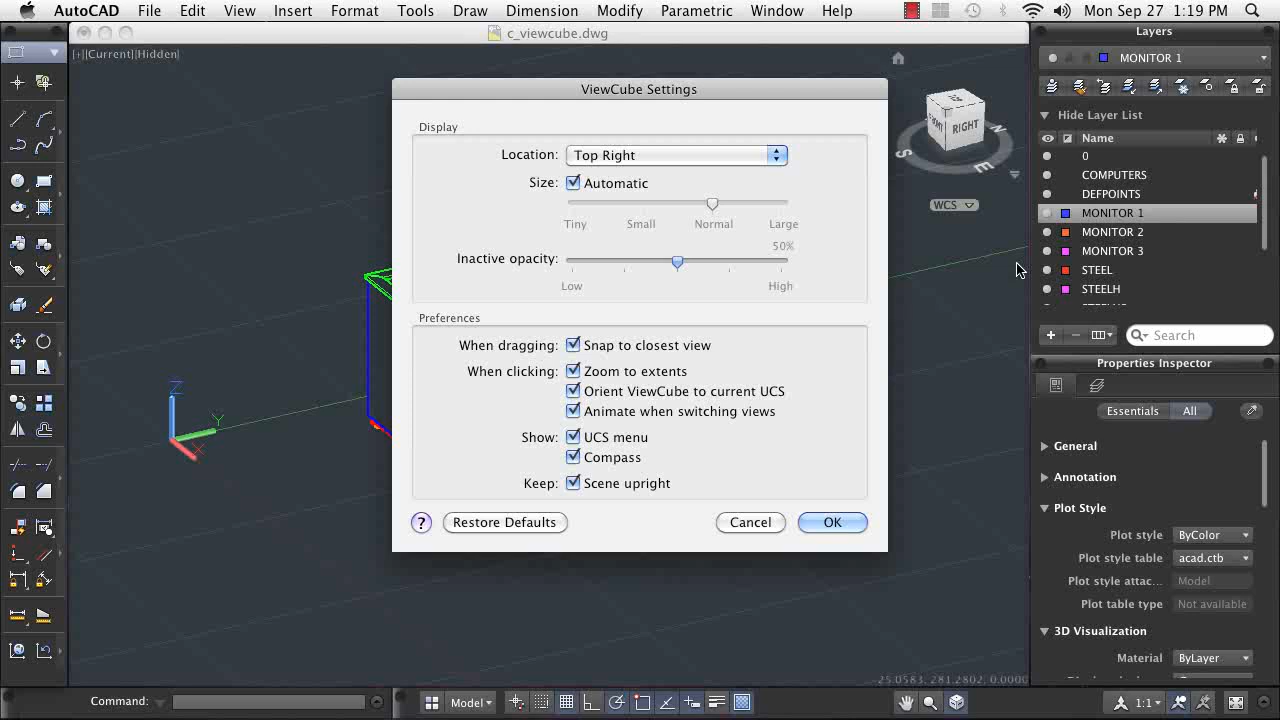 AutoCAD File Edit View Insert Format Tools Draw Dimension Modify Parametric Window Help Mon Sep 27 1:19 PM
c_viewcube.dwg
[+][Current][Hidden]
ViewCube Settings
Display
Location: Top Right
Size: Automatic
Tiny Small Normal Large
50%
Inactive opacity:
Low High
Preferences
When dragging: Snap to closest view
When clicking: Zoom to extents
Orient ViewCube to current UCS
Animate when switching views
Show: UCS menu
Compass
Keep: Scene upright
? Restore Defaults Cancel OK
Z
Y
X
RIGHT
N
S
E
WCS
25.0583, 281.2802, 0.0000
Layers
MONITOR 1
Hide Layer List
Name
0
COMPUTERS
DEFPOINTS
MONITOR 1
MONITOR 2
MONITOR 3
STEEL
STEELH
Search
Properties Inspector
Essentials All
General
Annotation
Plot Style
Plot style ByColor
Plot style table acad.ctb
Plot style attac... Model
Plot table type Not available
3D Visualization
Material ByLayer
Command:
Model
1:1